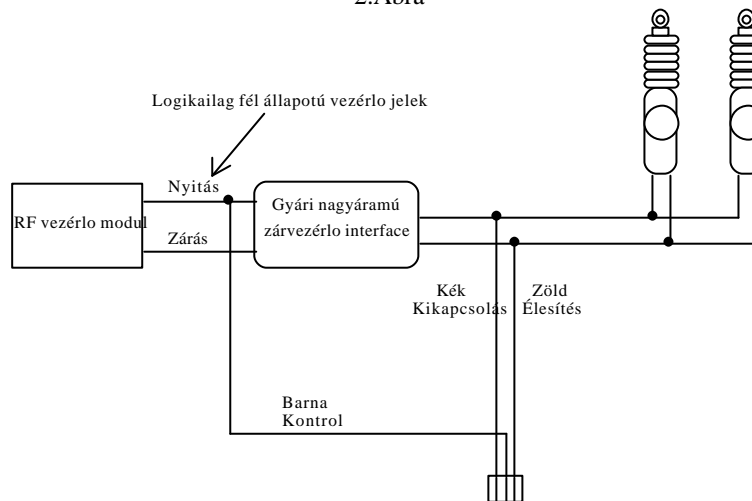 2.Ábra
Logikailag fél állapotú vezérlo jelek
Nyitás
RF vezérlo modul
Zárás
Gyári nagyáramú
zárvezérlo interface
Kék
Kikapcsolás
Zöld
Élesítés
Barna
Kontrol